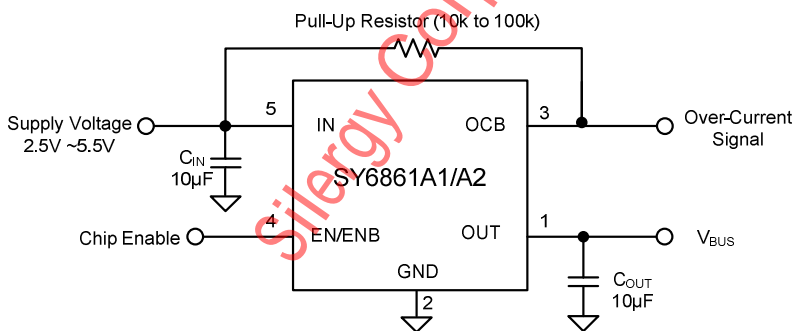 Pull-Up Resistor (10k to 100k)
Supply Voltage
2.5V ~5.5V
5
IN
OCB
3
Over-Current
Signal
CIN
10µF
SY6861A1/A2
Chip Enable
4
EN/ENB
OUT
1
VBUS
GND
2
COUT
10µF
Silergy Corp